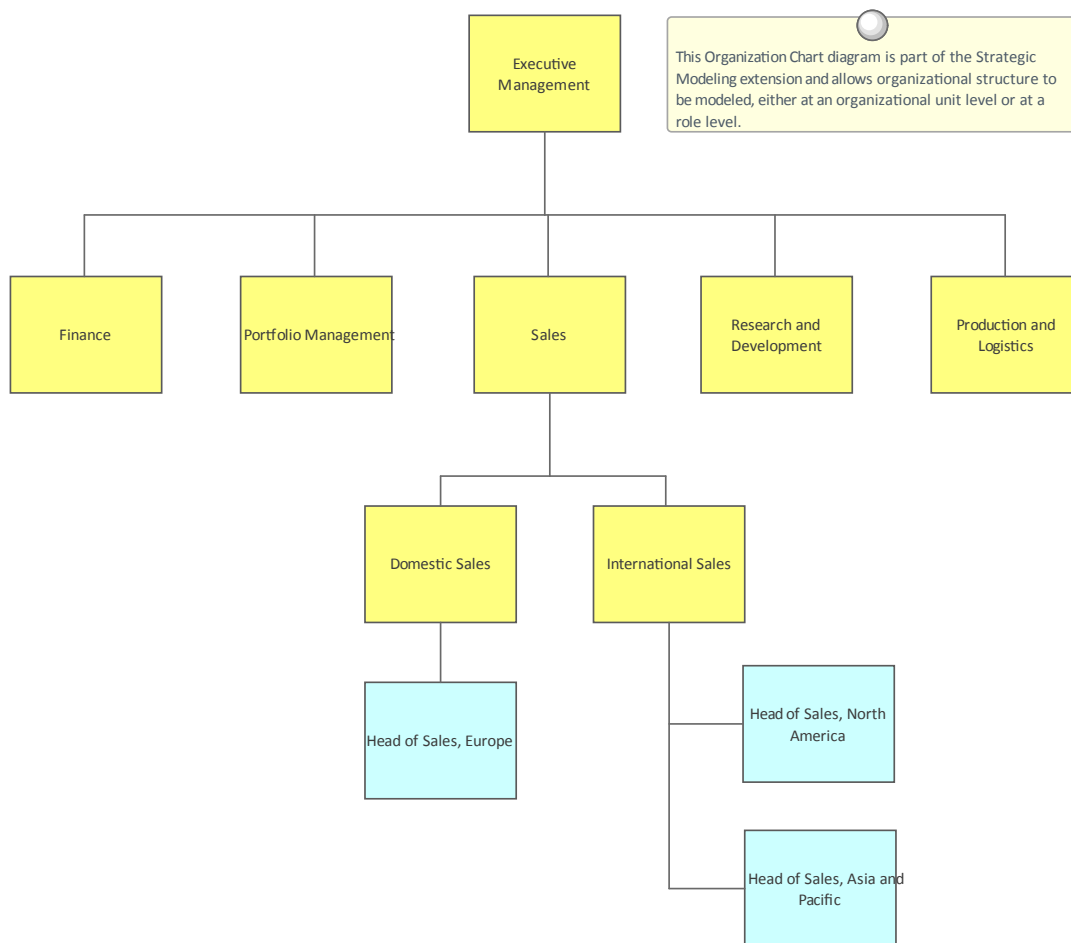 Executive
Management
This Organization Chart diagram is part of the Strategic
Modeling extension and allows organizational structure to
be modeled, either at an organizational unit level or at a
role level.
Finance
Portfolio Management
Sales
Research and
Development
Production and
Logistics
Domestic Sales
International Sales
Head of Sales, Europe
Head of Sales, North
America
Head of Sales, Asia and
Pacific